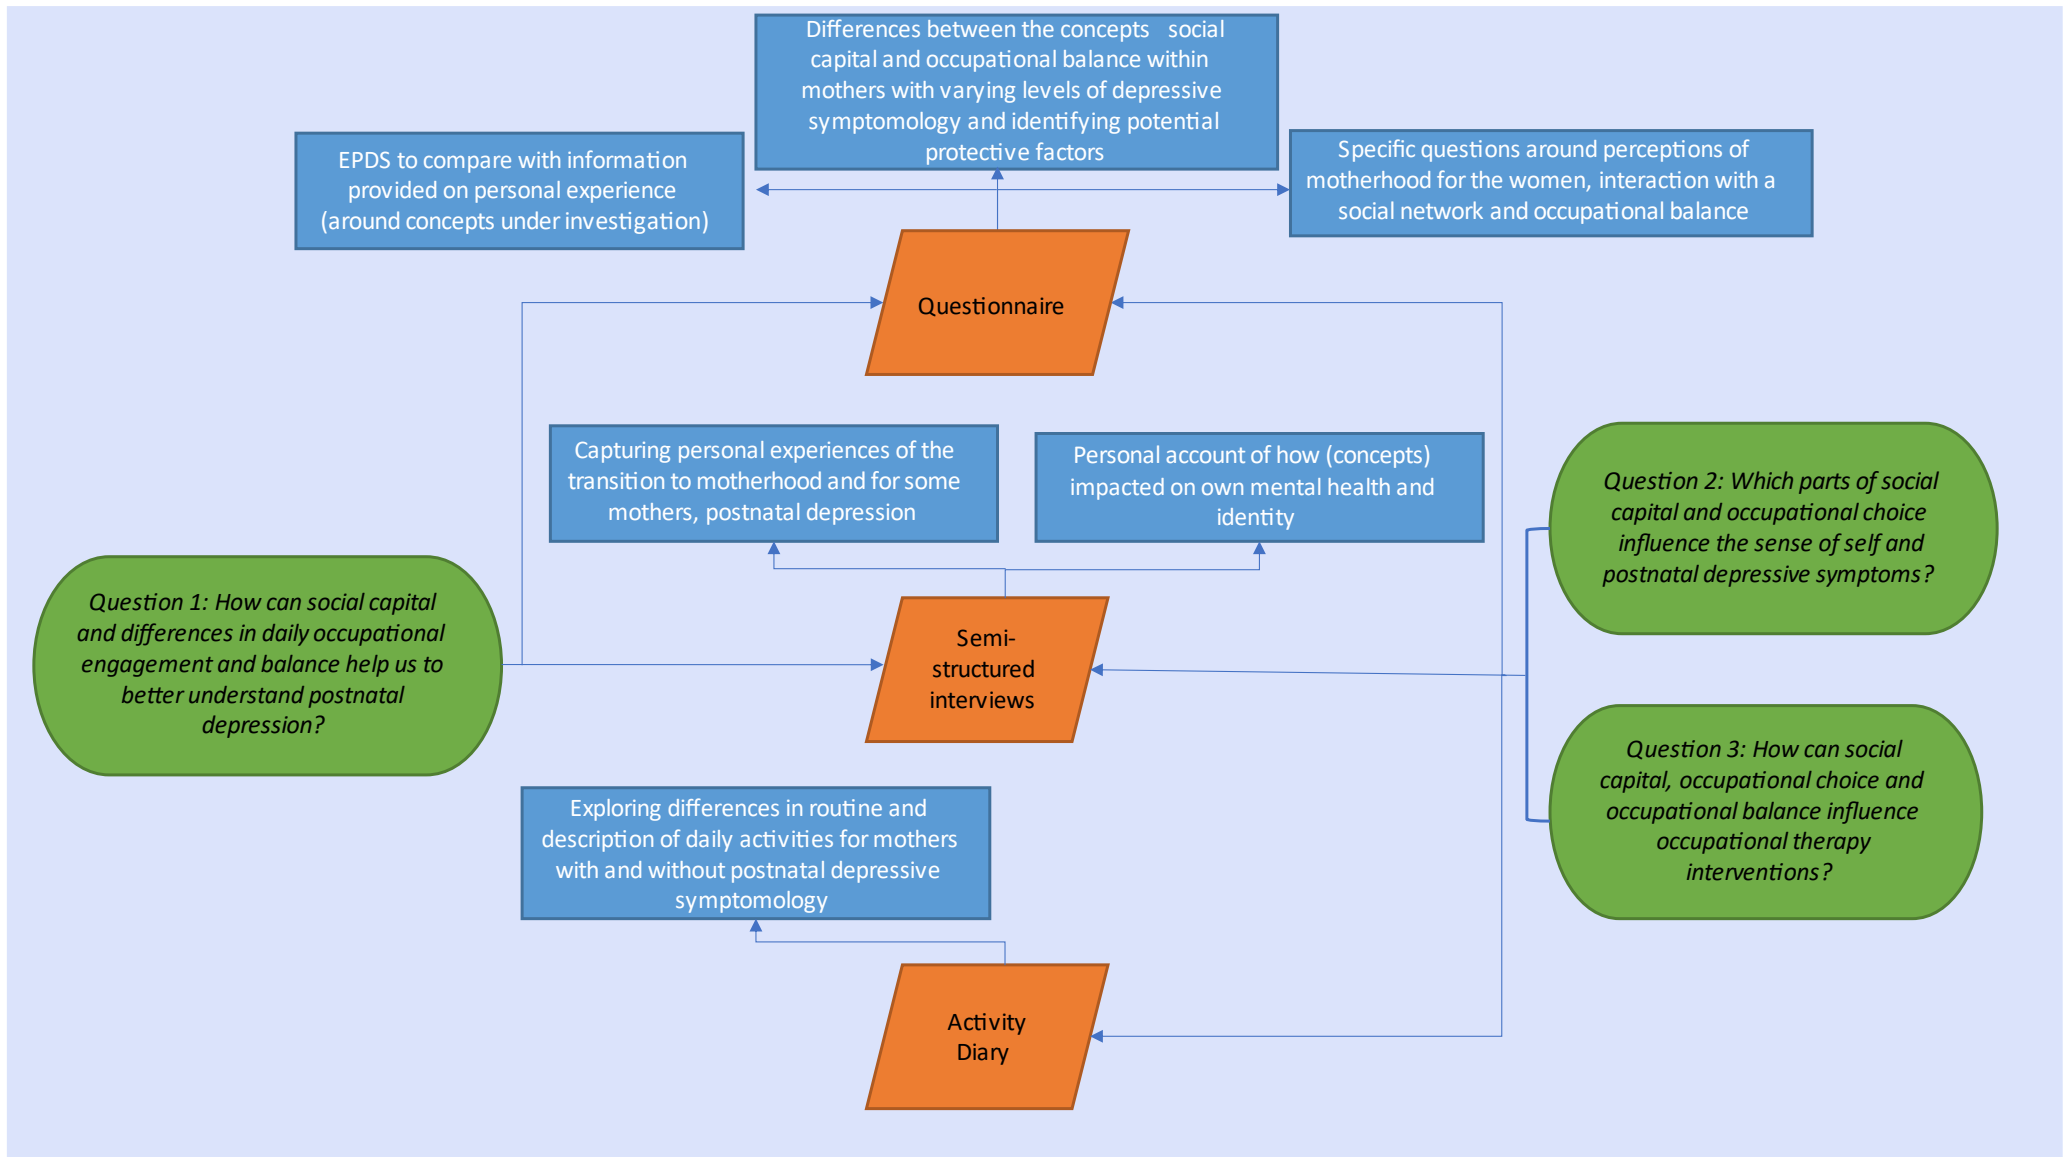 Differences between the concepts   social
capital and occupational balance within
mothers with varying levels of depressive
symptomology and identifying potential
protective factors
EPDS to compare with information
provided on personal experience
(around concepts under investigation)
Specific questions around perceptions of
motherhood for the women, interaction with a
social network and occupational balance
Questionnaire
Capturing personal experiences of the
transition to motherhood and for some
mothers, postnatal depression
Personal account of how (concepts)
impacted on own mental health and
identity
Question 1: How can social capital
and differences in daily occupational
engagement and balance help us to
better understand postnatal
depression?
Semi-
structured
interviews
Question 2: Which parts of social
capital and occupational choice
influence the sense of self and
postnatal depressive symptoms?
Question 3: How can social
capital, occupational choice and
occupational balance influence
occupational therapy
interventions?
Exploring differences in routine and
description of daily activities for mothers
with and without postnatal depressive
symptomology
Activity
Diary